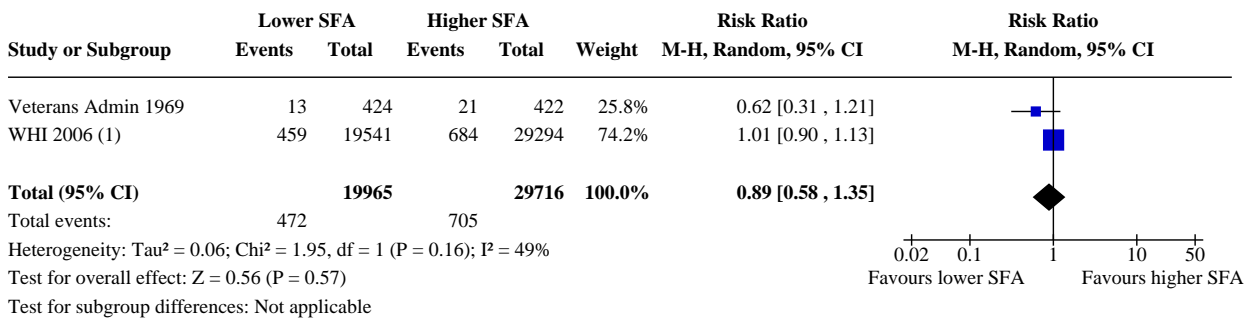 Lower SFA Higher SFA Risk Ratio Risk Ratio
Study or Subgroup Events Total Events Total Weight M-H, Random, 95% CI M-H, Random, 95% CI
Veterans Admin 1969 13 424 21 422 25.8% 0.62 [0.31 , 1.21]
WHI 2006 (1) 459 19541 684 29294 74.2% 1.01 [0.90 , 1.13]
Total (95% CI) 19965 29716 100.0% 0.89 [0.58 , 1.35]
Total events: 472 705
Heterogeneity: Tau² = 0.06; Chi² = 1.95, df = 1 (P = 0.16); I² = 49%
0.02 0.1 1 10 50
Test for overall effect: Z = 0.56 (P = 0.57)
Favours lower SFA Favours higher SFA
Test for subgroup differences: Not applicable